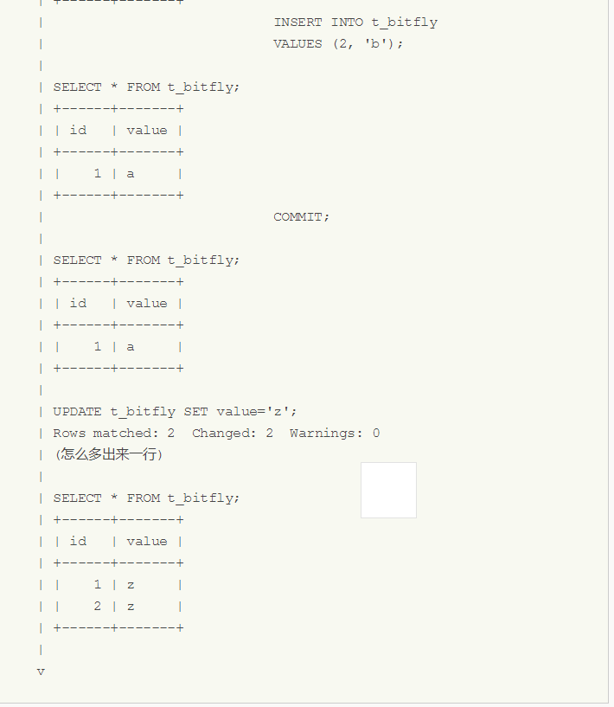 | +------+-------+
|                            INSERT INTO t_bitfly
|                            VALUES (2, 'b');
|
| SELECT * FROM t_bitfly;
| +------+-------+
| | id   | value |
| +------+-------+
| |    1 | a     |
| +------+-------+
|                            COMMIT;
|
| SELECT * FROM t_bitfly;
| +------+-------+
| | id   | value |
| +------+-------+
| |    1 | a     |
| +------+-------+
|
| UPDATE t_bitfly SET value='z';
| Rows matched: 2  Changed: 2  Warnings: 0
| (怎么多出来一行)
|
| SELECT * FROM t_bitfly;
| +------+-------+
| | id   | value |
| +------+-------+
| |    1 | z     |
| |    2 | z     |
| +------+-------+
|
v